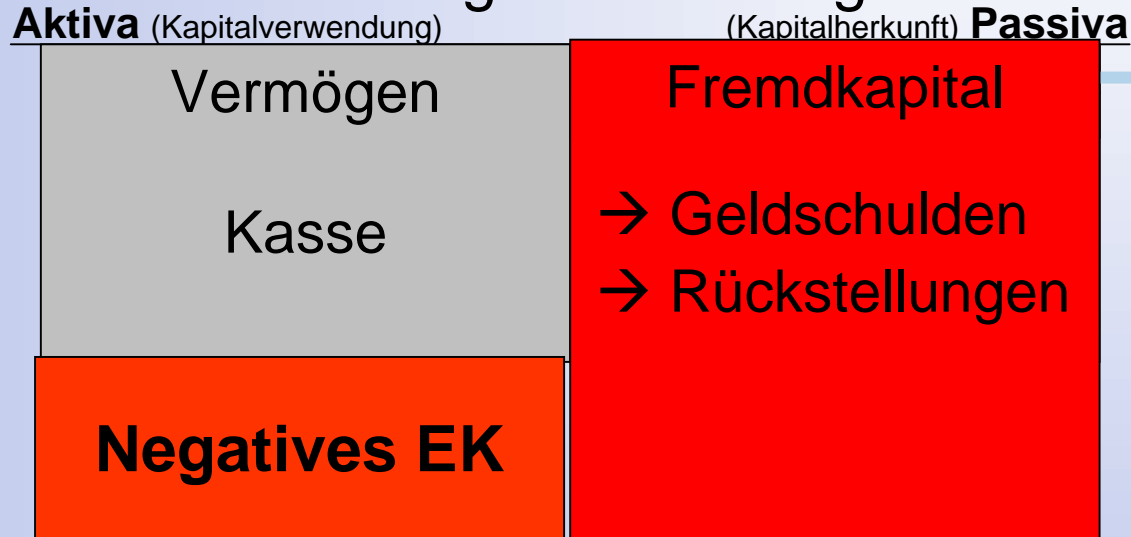 Aktiva (Kapitalverwendung) (Kapitalherkunft) Passiva
Vermögen
Kasse
Negatives EK
Fremdkapital
→ Geldschulden
→ Rückstellungen